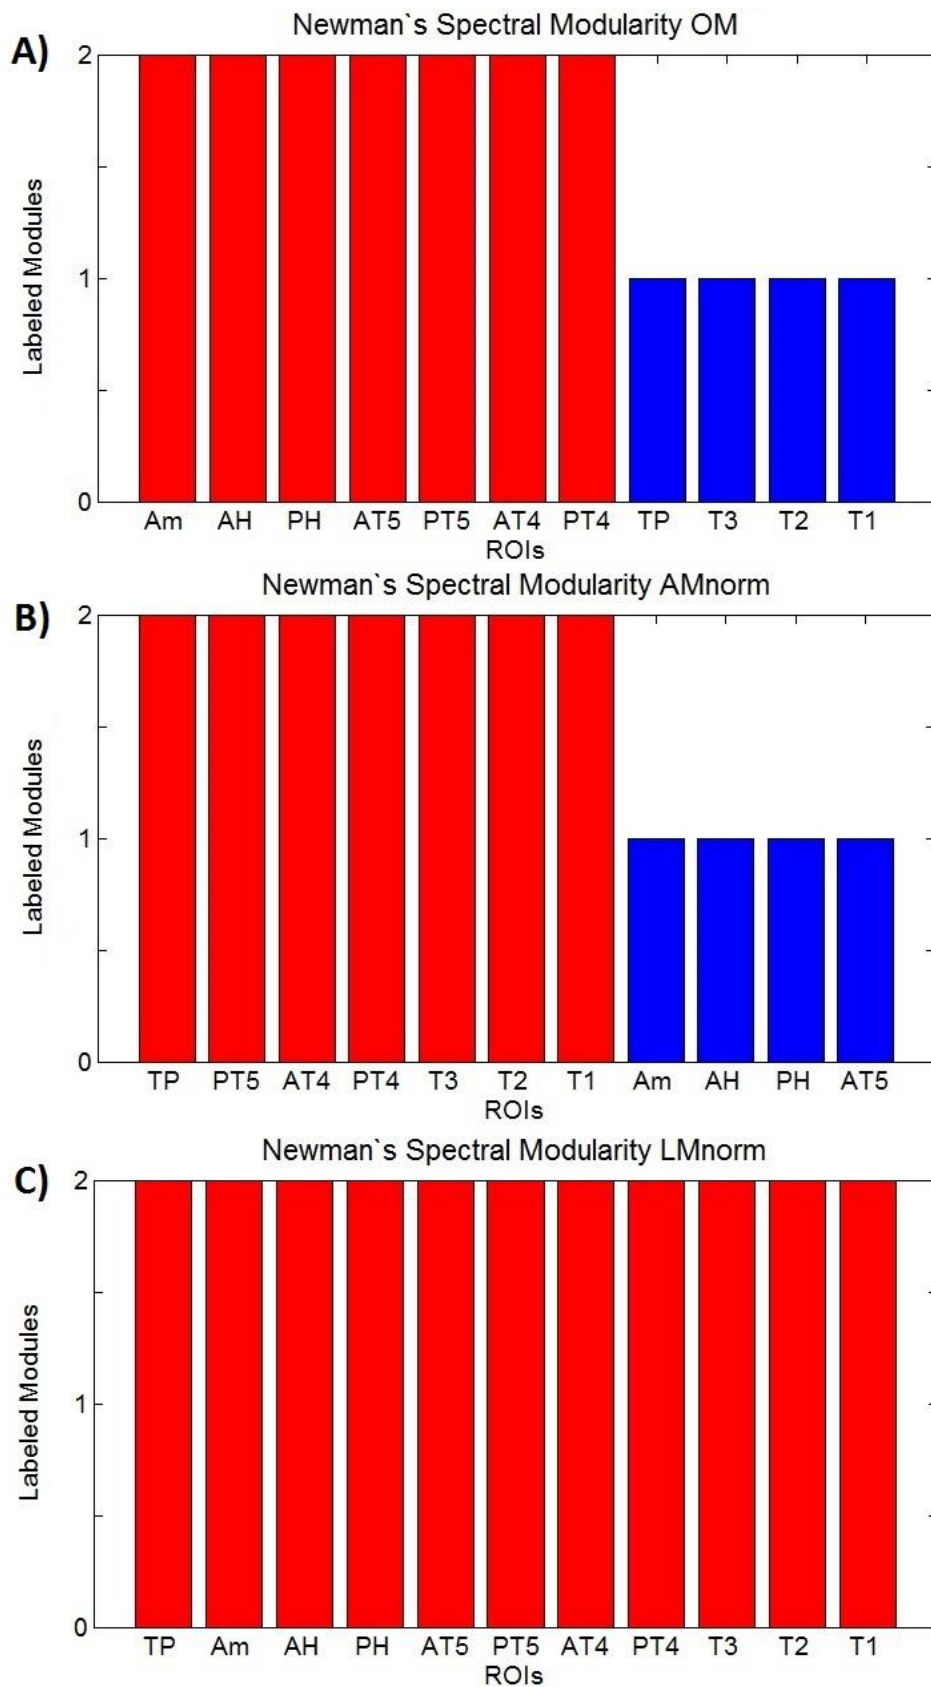 Newman`s Spectral Modularity OM
A)
2
1
0
Labeled Modules
Am AH PH AT5 PT5 AT4 PT4 TP T3 T2 T1
ROIs
Newman`s Spectral Modularity AMnorm
B)
2
1
0
Labeled Modules
TP PT5 AT4 PT4 T3 T2 T1 Am AH PH AT5
ROIs
Newman`s Spectral Modularity LMnorm
C)
2
1
0
Labeled Modules
TP Am AH PH AT5 PT5 AT4 PT4 T3 T2 T1
ROIs